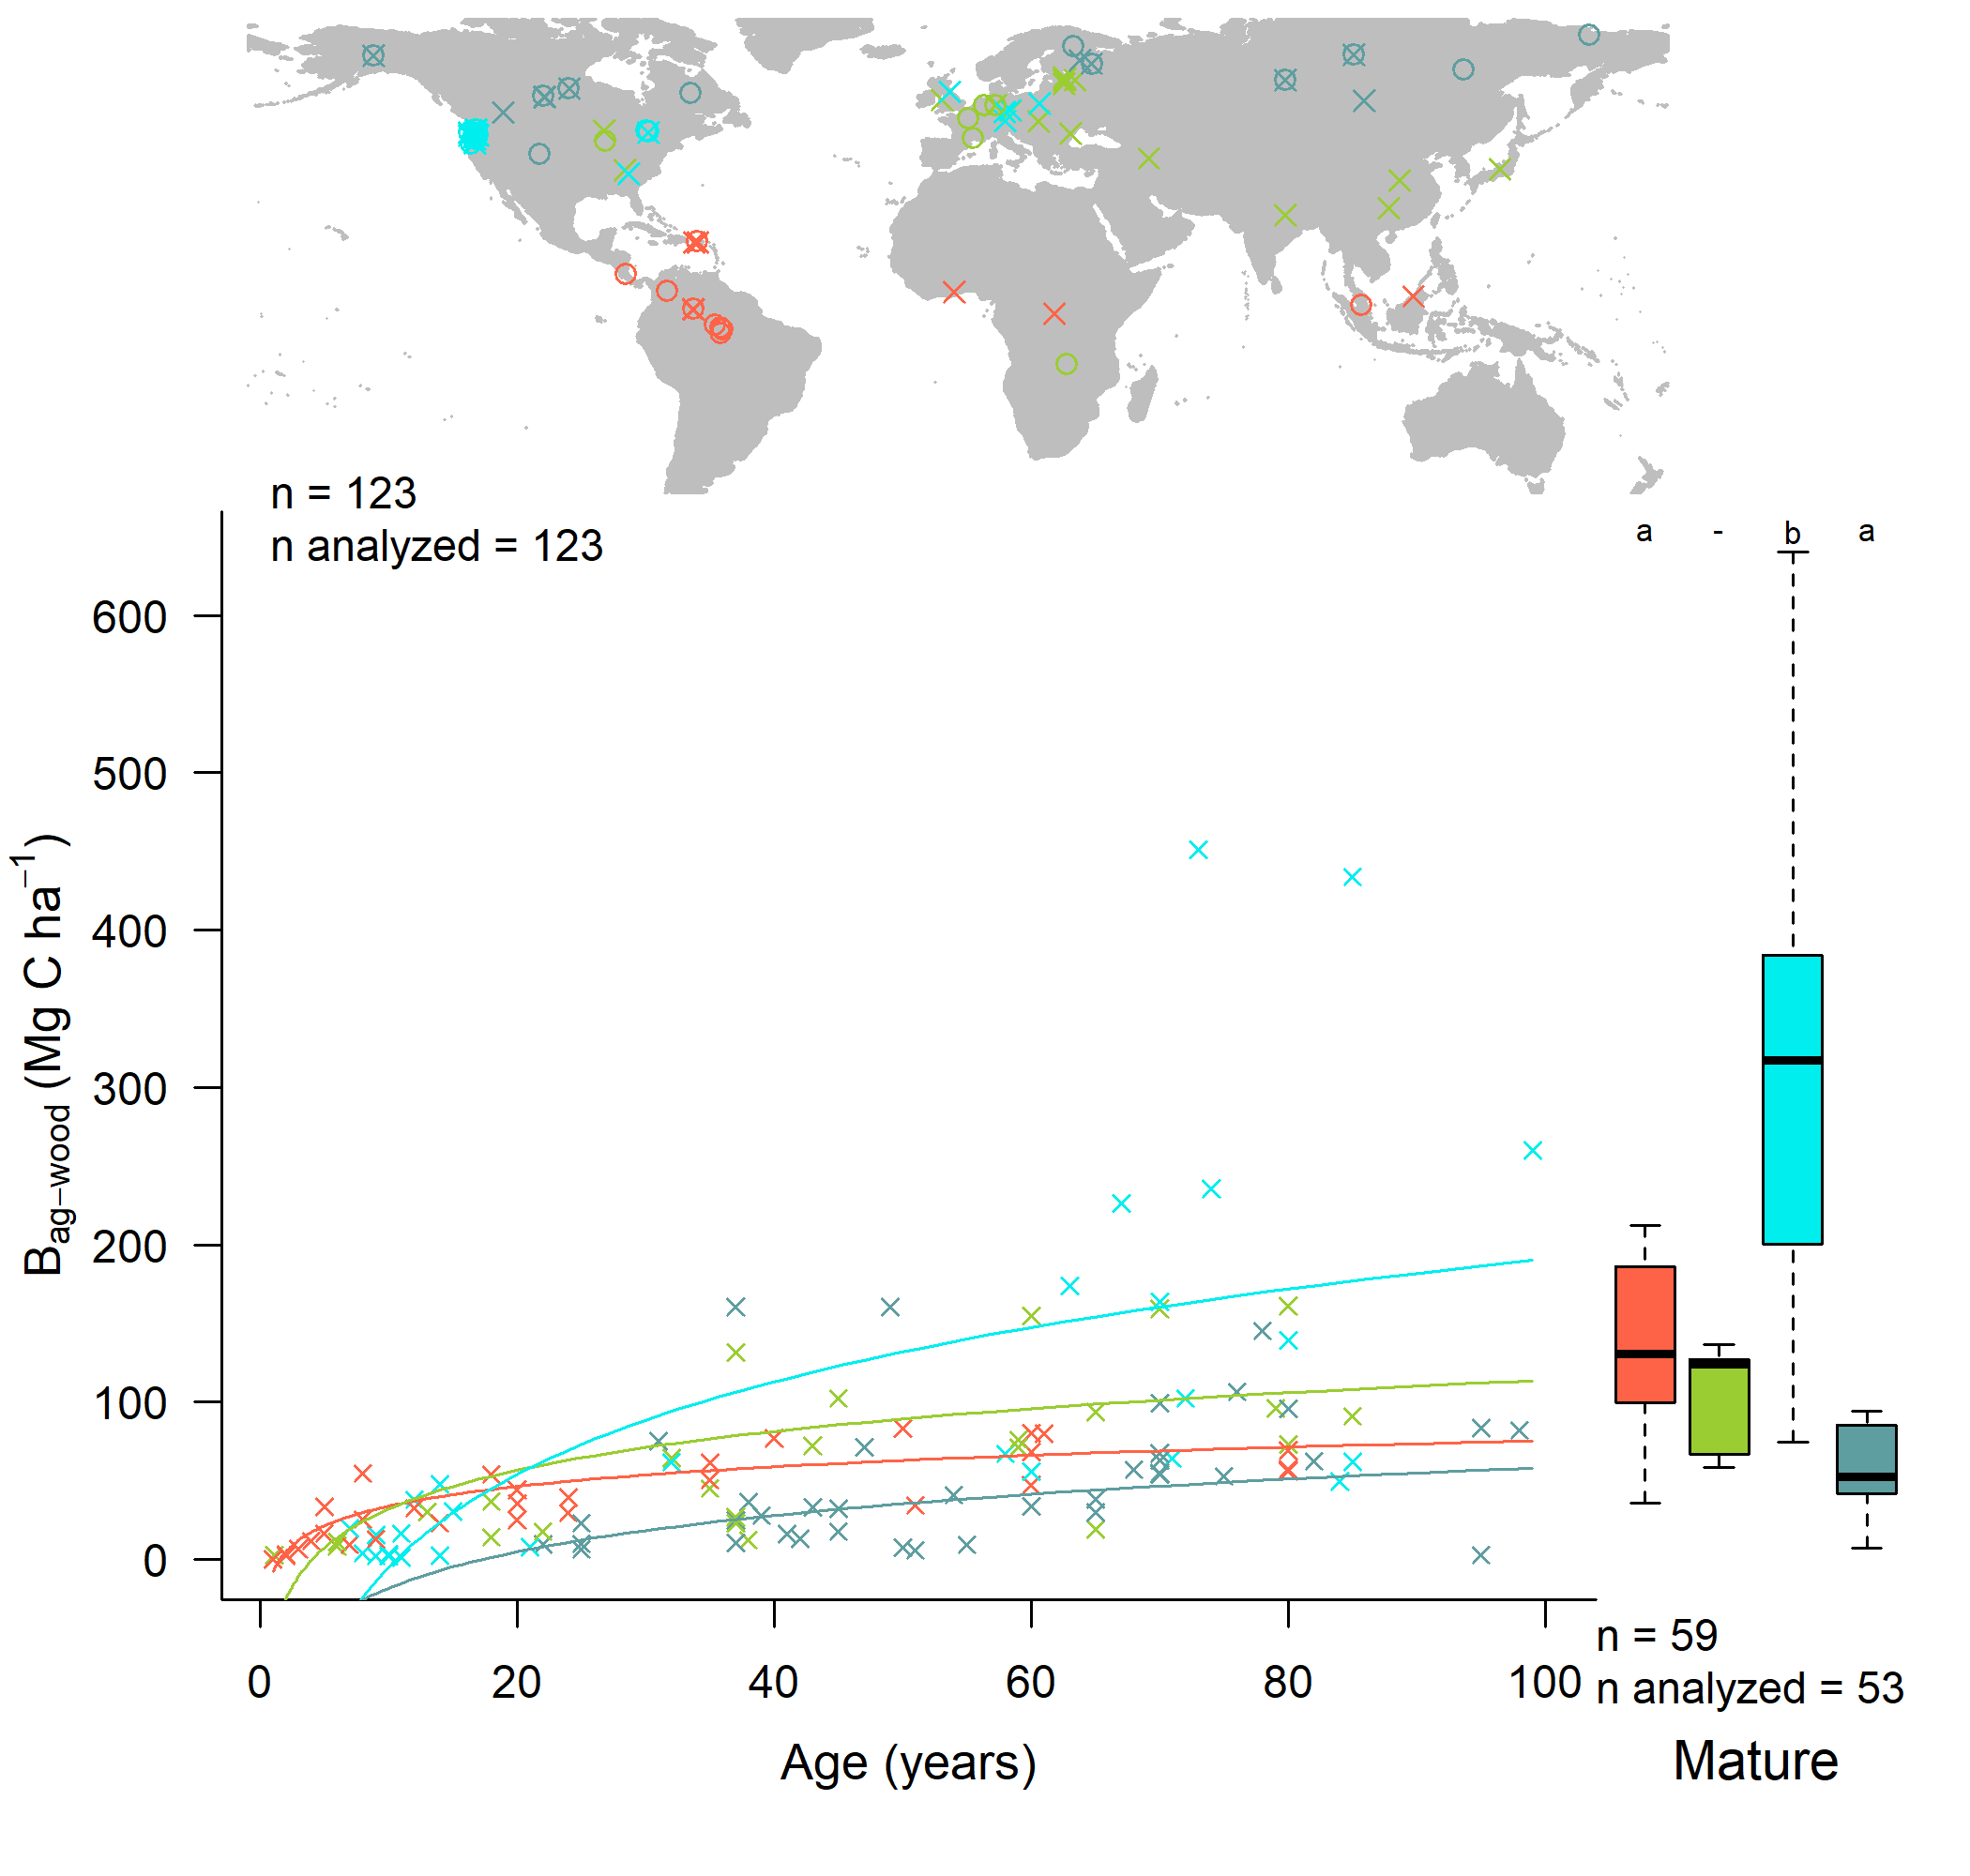 n = 123
n analyzed = 123
a - b a
600
500
400
300
200
100
0
B_ag−wood (Mg C ha^−1)
0 20 40 60 80 100
Age (years)
n = 59
n analyzed = 53
Mature